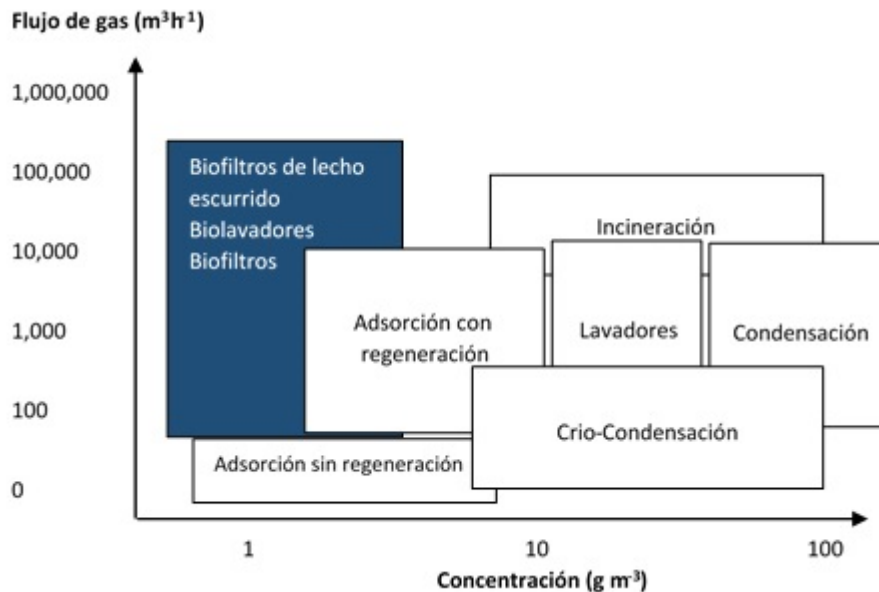 Flujo de gas (m³h⁻¹)
1,000,000
100,000
10,000
1,000
100
0
Biofiltros de lecho
escurrido
Biolavadores
Biofiltros
Incineración
Adsorción con
regeneración
Lavadores
Condensación
Crio-Condensación
Adsorción sin regeneración
1
10
100
Concentración (g m⁻³)